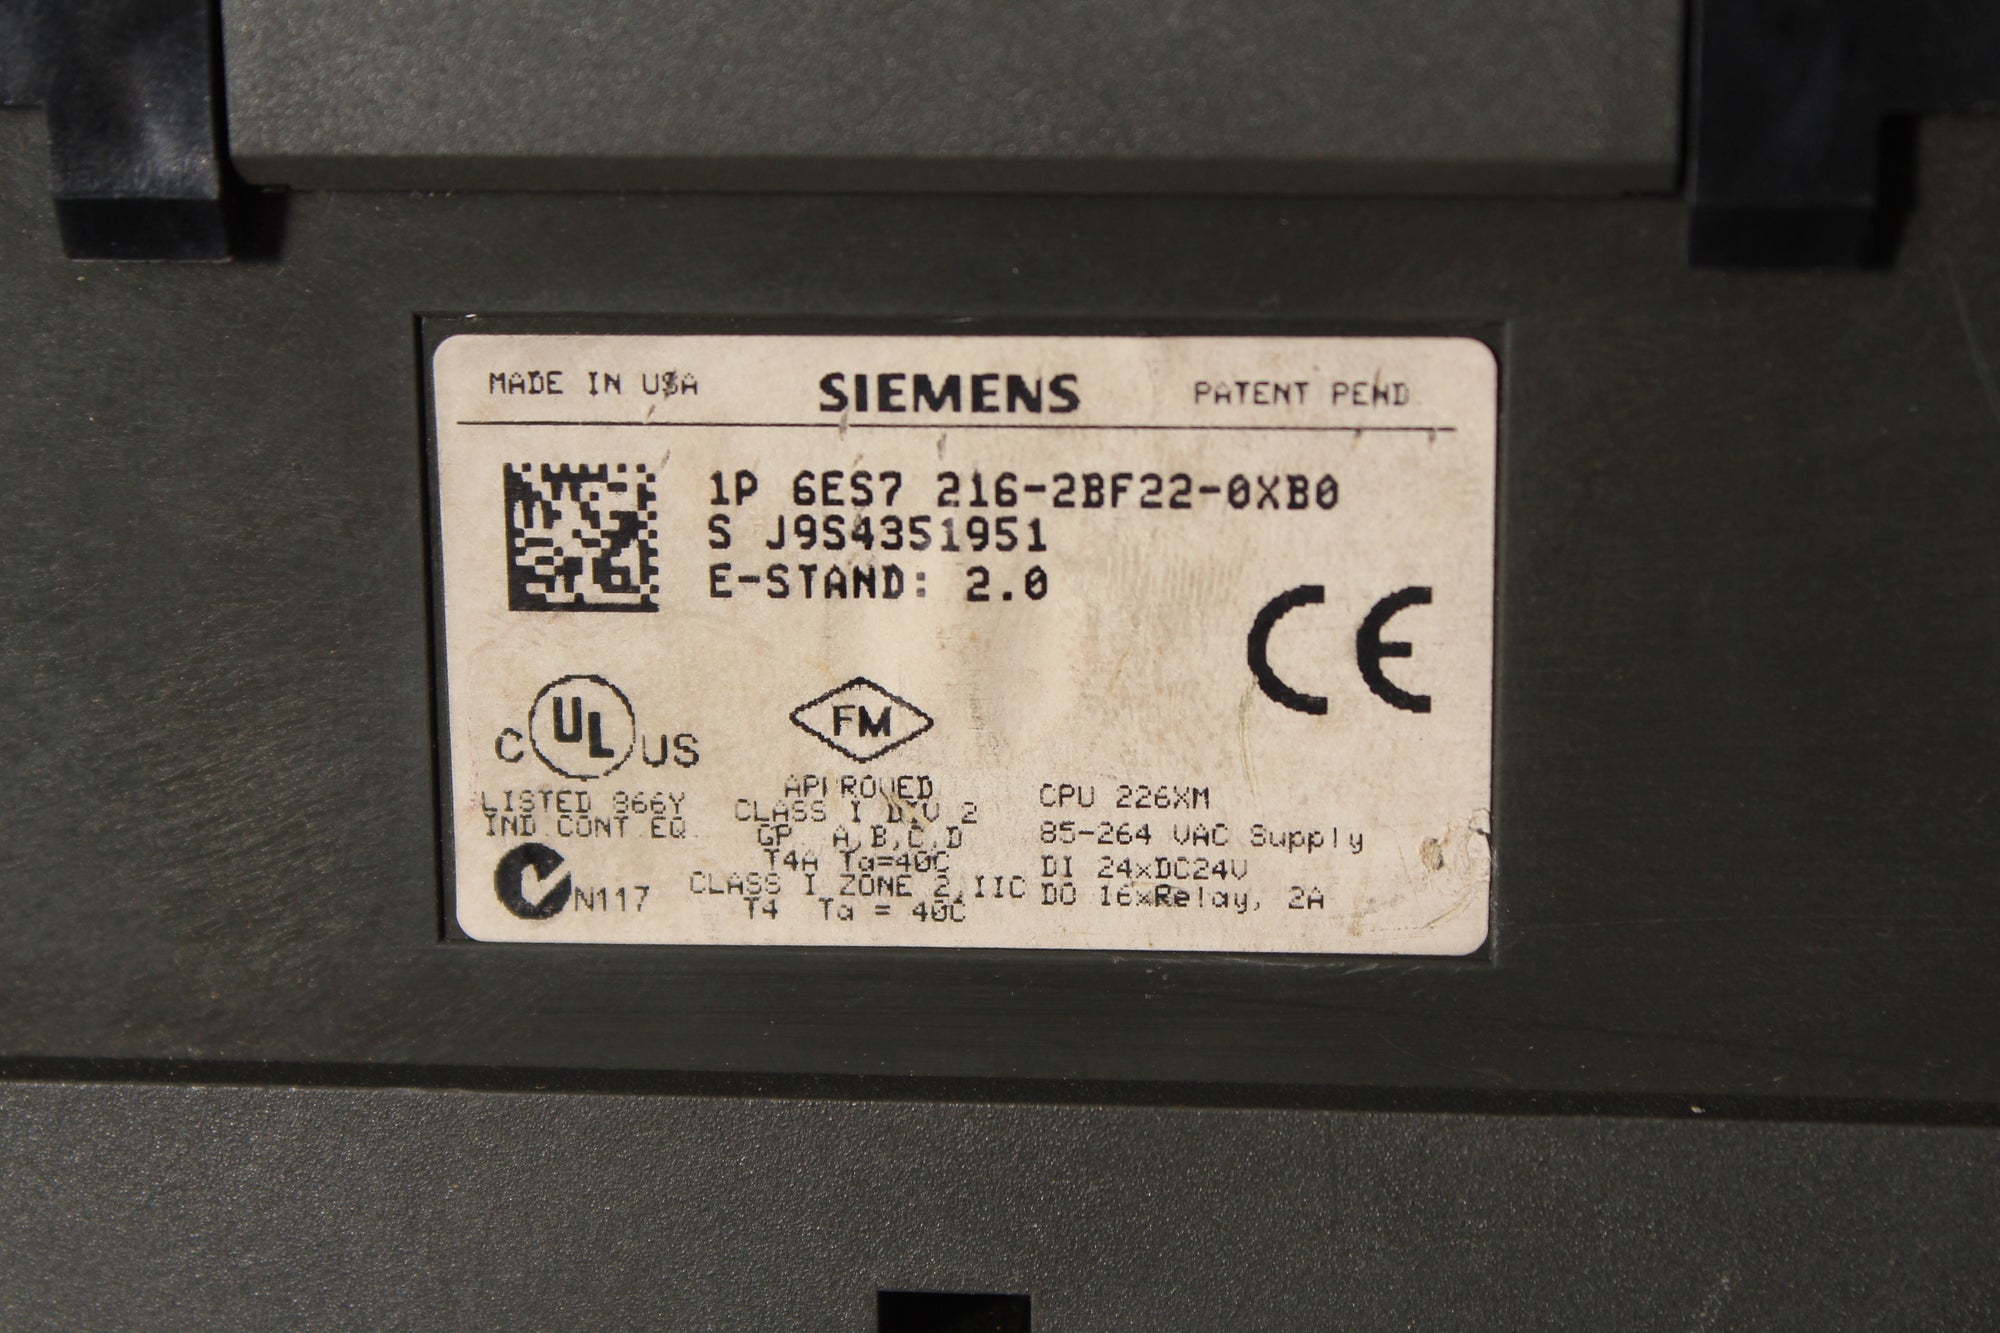 MADE IN USA SIEMENS PATENT PEND
1P 6ES7 216-2BF22-0XB0
S J9S4351951
E-STAND: 2.0
CE
C UL US
LISTED 966Y
IND.CONT.EQ.
N117
FM
APPROVED
CLASS I DIV 2
GP A,B,C,D
T4A Ta=40C
CLASS I ZONE 2,IIC
T4 Ta = 40C
CPU 226XM
85-264 VAC Supply
DI 24xDC24V
DO 16xRelay, 2A